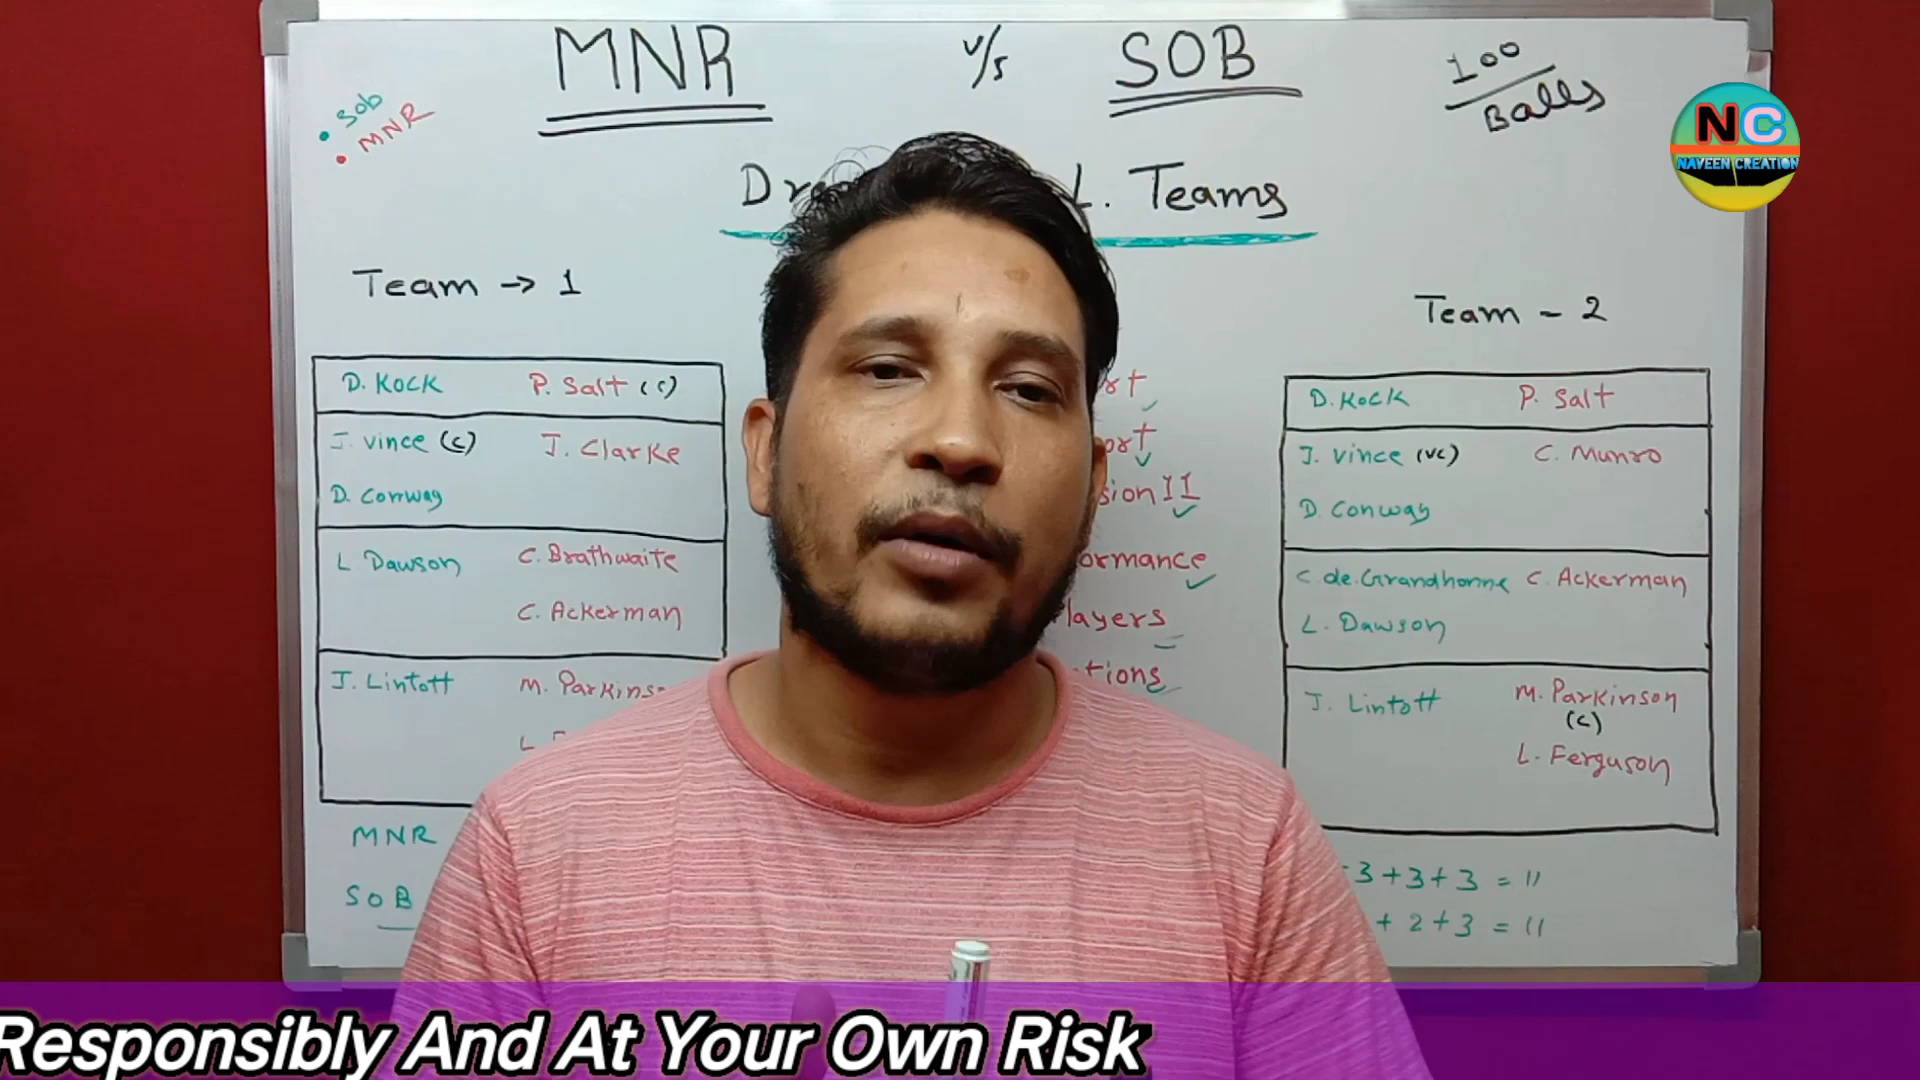 MNR v/s SOB
100
Balls
• Sob
• MNR
NC
NAVEEN CREATION
L. Teams
Team → 1
Team - 2
D. Kock P. Salt (c)
J. Vince (c) J. Clarke
D. Conway
L. Dawson C. Brathwaite
C. Ackerman
J. Lintott
MNR
SOB
II
D. Kock P. Salt
J. Vince (vc) C. Munro
D. Conway
C. de. Grandhomme C. Ackerman
L. Dawson
J. Lintott M. Parkinson
(c)
L. Ferguson
3 + 3 + 3 = 11
+ 2 + 3 = 11
Responsibly And At Your Own Risk